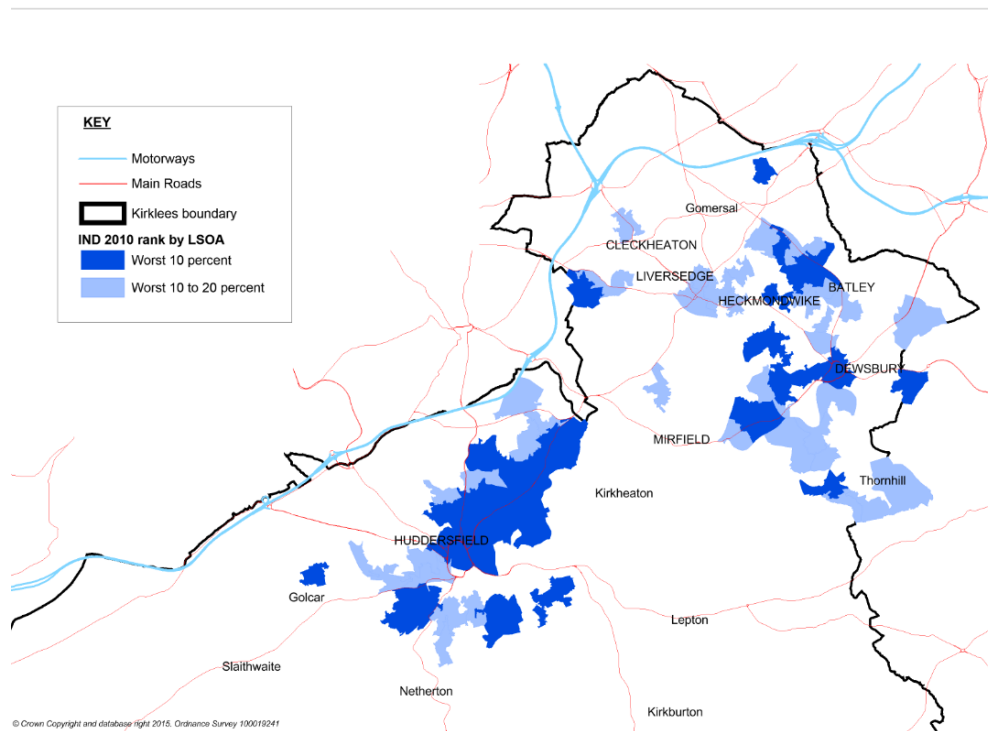 KEY
Motorways
Main Roads
Kirklees boundary
IND 2010 rank by LSOA
Worst 10 percent
Worst 10 to 20 percent
Gomersal
CLECKHEATON
LIVERSEDGE
BATLEY
HECKMONDWIKE
DEWSBURY
MIRFIELD
Thornhill
Kirkheaton
HUDDERSFIELD
Golcar
Lepton
Slaithwaite
Netherton
Kirkburton
© Crown Copyright and database right 2015. Ordnance Survey 100019241